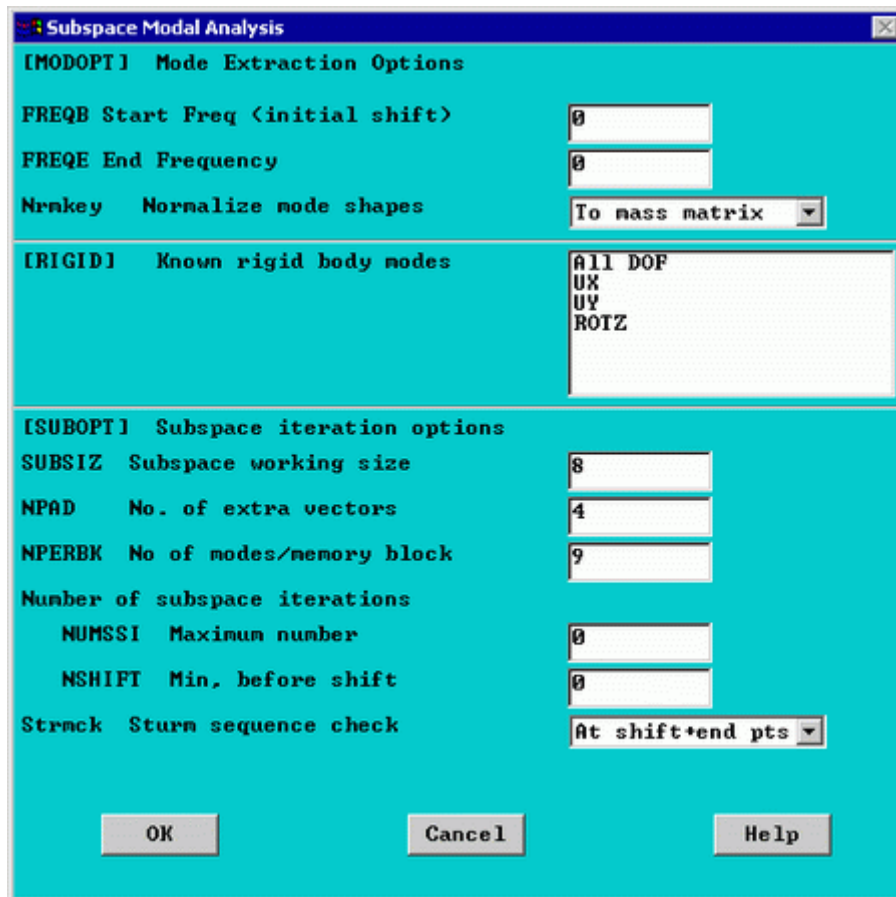 Subspace Modal Analysis
[MODOPT] Mode Extraction Options
FREQB Start Freq (initial shift) 0
FREQE End Frequency 0
Nrmkey Normalize mode shapes To mass matrix
[RIGID] Known rigid body modes All DOF
UX
UY
ROTZ
[SUBOPT] Subspace iteration options
SUBSIZ Subspace working size 8
NPAD No. of extra vectors 4
NPERBK No of modes/memory block 9
Number of subspace iterations
NUMSSI Maximum number 0
NSHIFT Min, before shift 0
Strmck Sturm sequence check At shift+end pts
OK Cancel Help